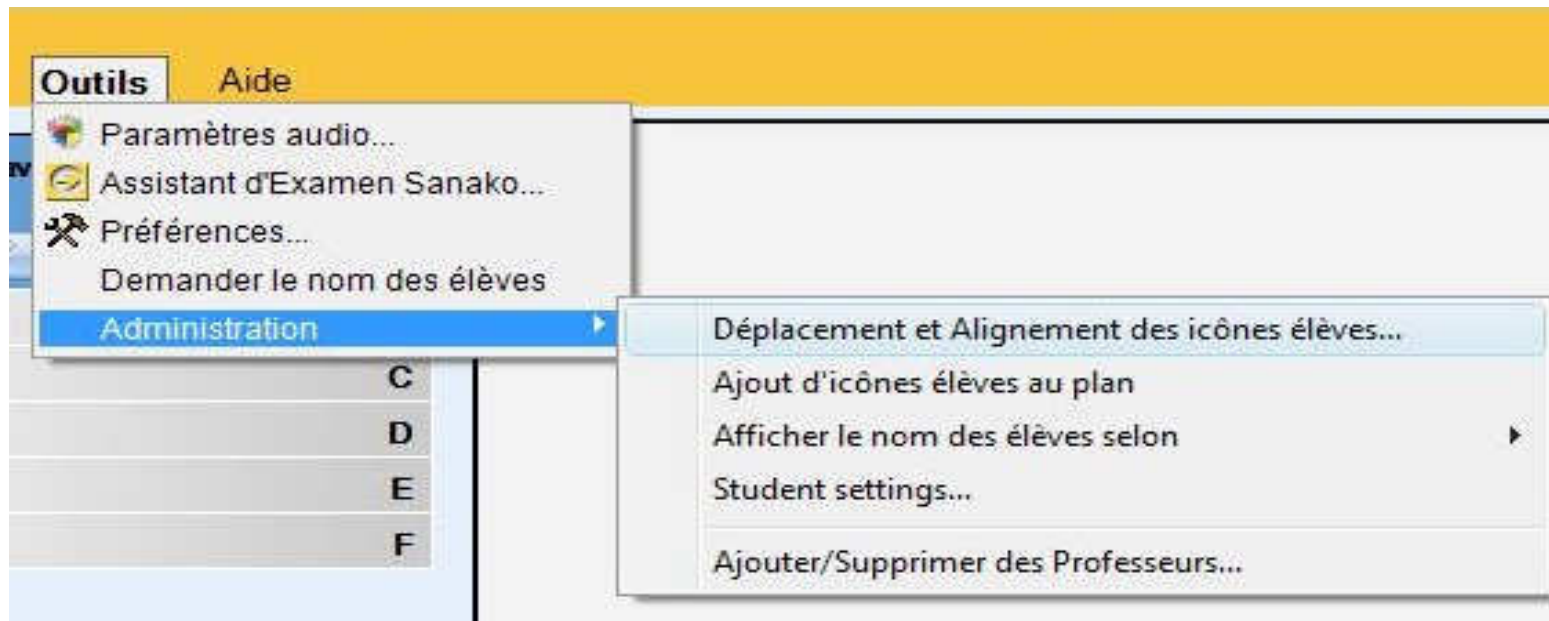 Outils Aide
Paramètres audio...
Assistant d'Examen Sanako...
Préférences...
Demander le nom des élèves
Administration
Déplacement et Alignement des icônes élèves...
Ajout d'icônes élèves au plan
Afficher le nom des élèves selon
Student settings...
Ajouter/Supprimer des Professeurs...
C
D
E
F